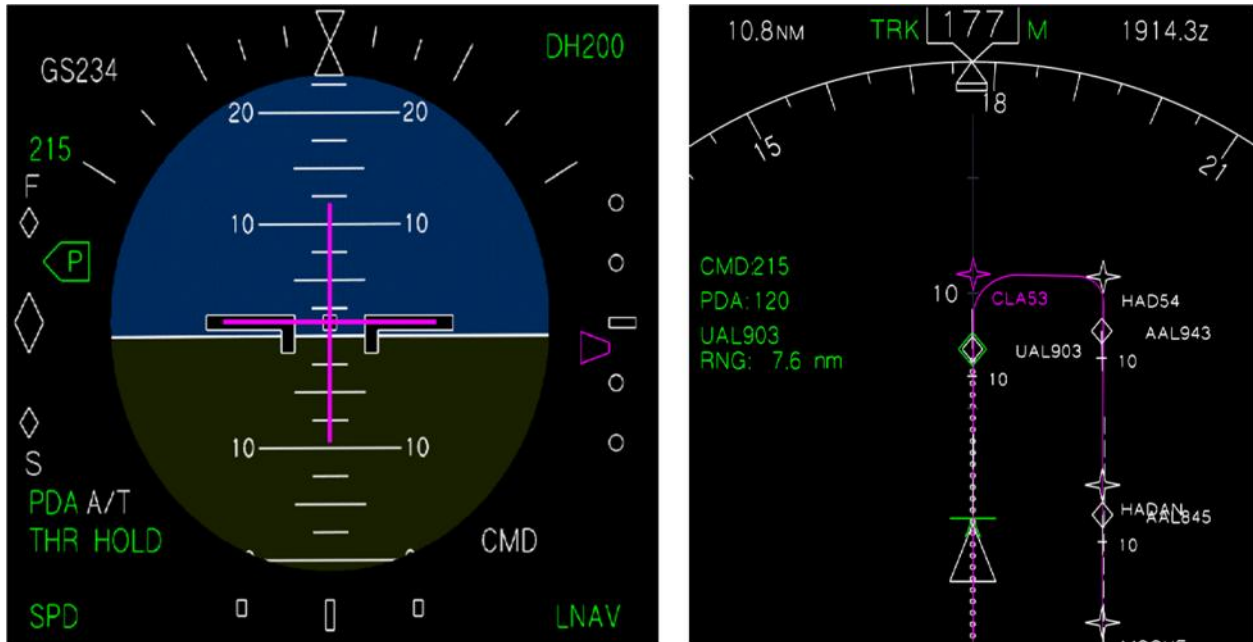 GS234
DH200
215
F
20 20
10 10
P
10 10
S
PDA A/T
THR HOLD
CMD
SPD
LNAV
10.8NM
TRK 177 M
1914.3Z
15
18
21
CMD:215
PDA:120
UAL903
RNG: 7.6 nm
10
CLA53
HAD54
AAL943
UAL903
10
10
HADAN
AAL845
10